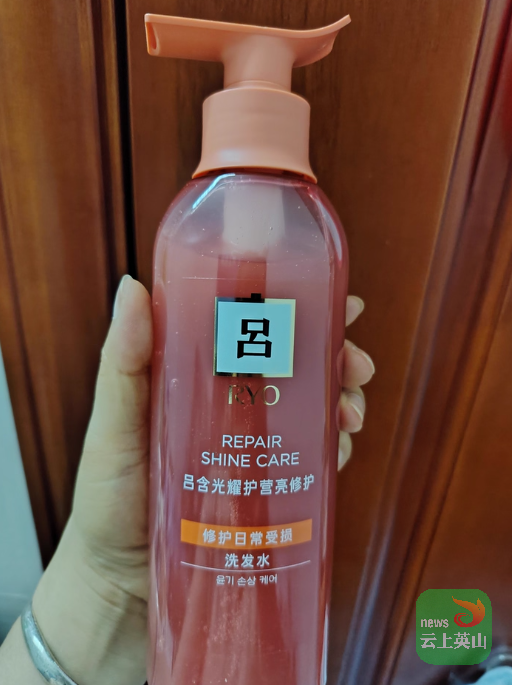 呂
RYO
REPAIR
SHINE CARE
吕含光耀护营亮修护
修护日常受损
洗发水
윤기 손상 케어
news
云上英山